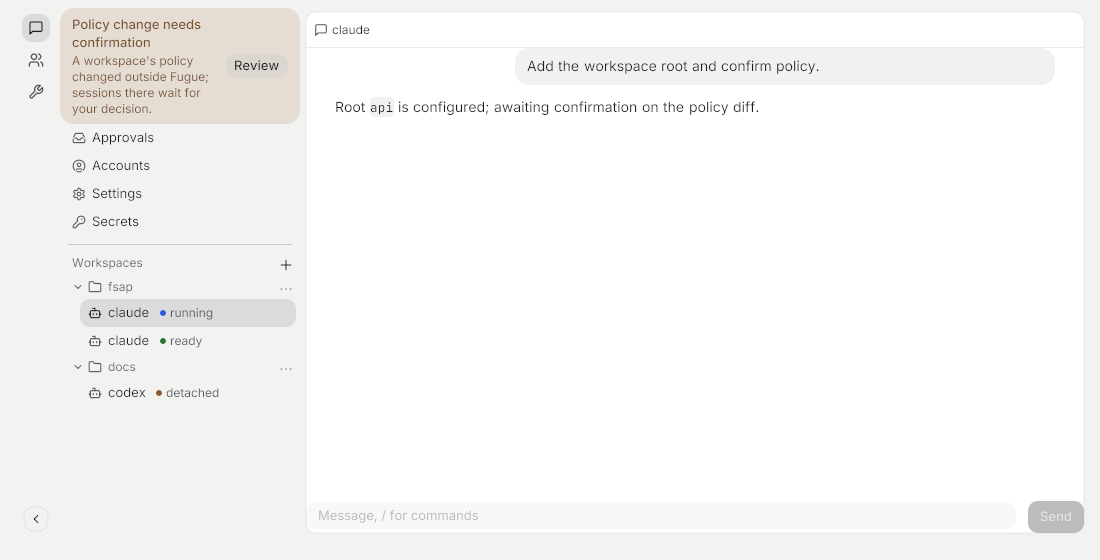 Policy change needs
confirmation
A workspace's policy
changed outside Fugue;
sessions there wait for
your decision.
Review
Approvals
Accounts
Settings
Secrets
Workspaces
fsap
...
claude
running
claude
ready
docs
...
codex
detached
claude
Add the workspace root and confirm policy.
Root api is configured; awaiting confirmation on the policy diff.
Message, / for commands
Send